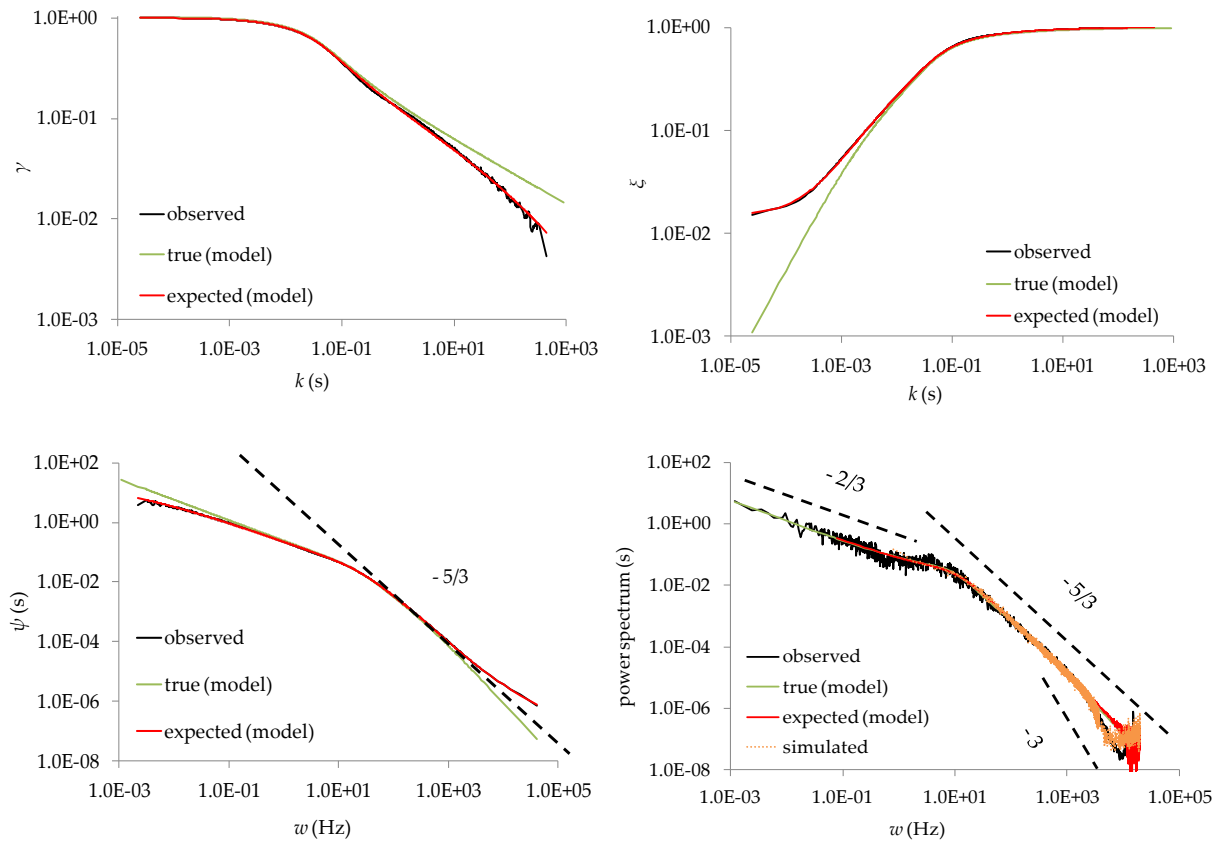 1.0E+00
1.0E-01
1.0E-02
1.0E-03
γ
observed
true (model)
expected (model)
1.0E-05 1.0E-03 1.0E-01 1.0E+01 1.0E+03
k (s)
1.0E+00
1.0E-01
1.0E-02
1.0E-03
ξ
observed
true (model)
expected (model)
1.0E-05 1.0E-03 1.0E-01 1.0E+01 1.0E+03
k (s)
1.0E+02
1.0E+00
1.0E-02
1.0E-04
1.0E-06
1.0E-08
ψ (s)
- 5/3
observed
true (model)
expected (model)
1.0E-03 1.0E-01 1.0E+01 1.0E+03 1.0E+05
w (Hz)
1.0E+02
1.0E+00
1.0E-02
1.0E-04
1.0E-06
1.0E-08
power spectrum (s)
- 2/3
- 5/3
- 3
observed
true (model)
expected (model)
simulated
1.0E-03 1.0E-01 1.0E+01 1.0E+03 1.0E+05
w (Hz)